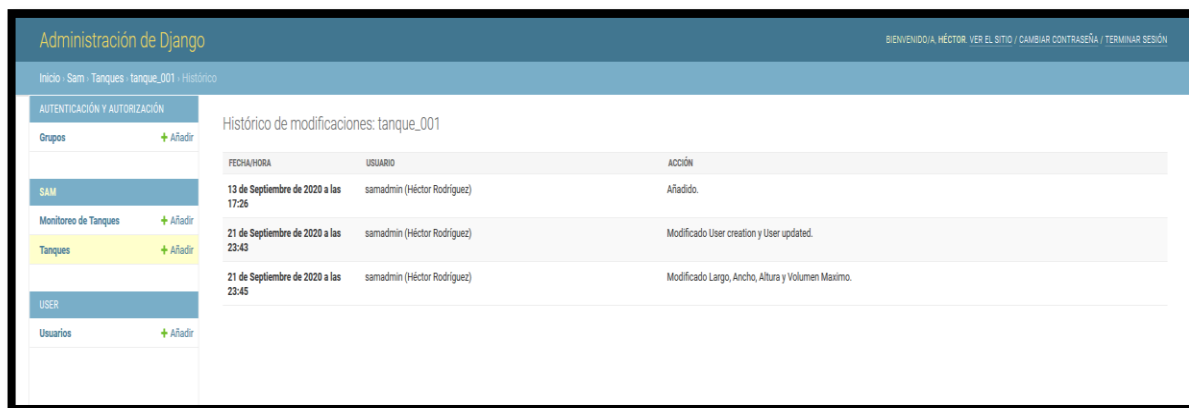 Administración de Django
BIENVENIDO/A, HÉCTOR. VER EL SITIO / CAMBIAR CONTRASEÑA / TERMINAR SESIÓN
Inicio › Sam › Tanques › tanque_001 › Histórico
AUTENTICACIÓN Y AUTORIZACIÓN
Grupos + Añadir
SAM
Monitoreo de Tanques + Añadir
Tanques + Añadir
USER
Usuarios + Añadir
Histórico de modificaciones: tanque_001
FECHA/HORA USUARIO ACCIÓN
13 de Septiembre de 2020 a las samadmin (Héctor Rodríguez) Añadido.
17:26
21 de Septiembre de 2020 a las samadmin (Héctor Rodríguez) Modificado User creation y User updated.
23:43
21 de Septiembre de 2020 a las samadmin (Héctor Rodríguez) Modificado Largo, Ancho, Altura y Volumen Maximo.
23:45